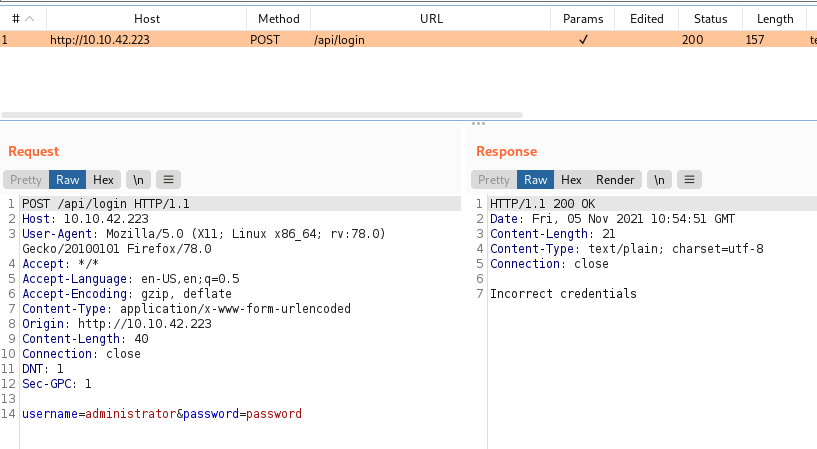 # Host Method URL Params Edited Status Length
1 http://10.10.42.223 POST /api/login ✓ 200 157 te
Request
Pretty Raw Hex \n
1 POST /api/login HTTP/1.1
2 Host: 10.10.42.223
3 User-Agent: Mozilla/5.0 (X11; Linux x86_64; rv:78.0)
Gecko/20100101 Firefox/78.0
4 Accept: */*
5 Accept-Language: en-US,en;q=0.5
6 Accept-Encoding: gzip, deflate
7 Content-Type: application/x-www-form-urlencoded
8 Origin: http://10.10.42.223
9 Content-Length: 40
10 Connection: close
11 DNT: 1
12 Sec-GPC: 1
13
14 username=administrator&password=password
Response
Pretty Raw Hex Render \n
1 HTTP/1.1 200 OK
2 Date: Fri, 05 Nov 2021 10:54:51 GMT
3 Content-Length: 21
4 Content-Type: text/plain; charset=utf-8
5 Connection: close
6
7 Incorrect credentials